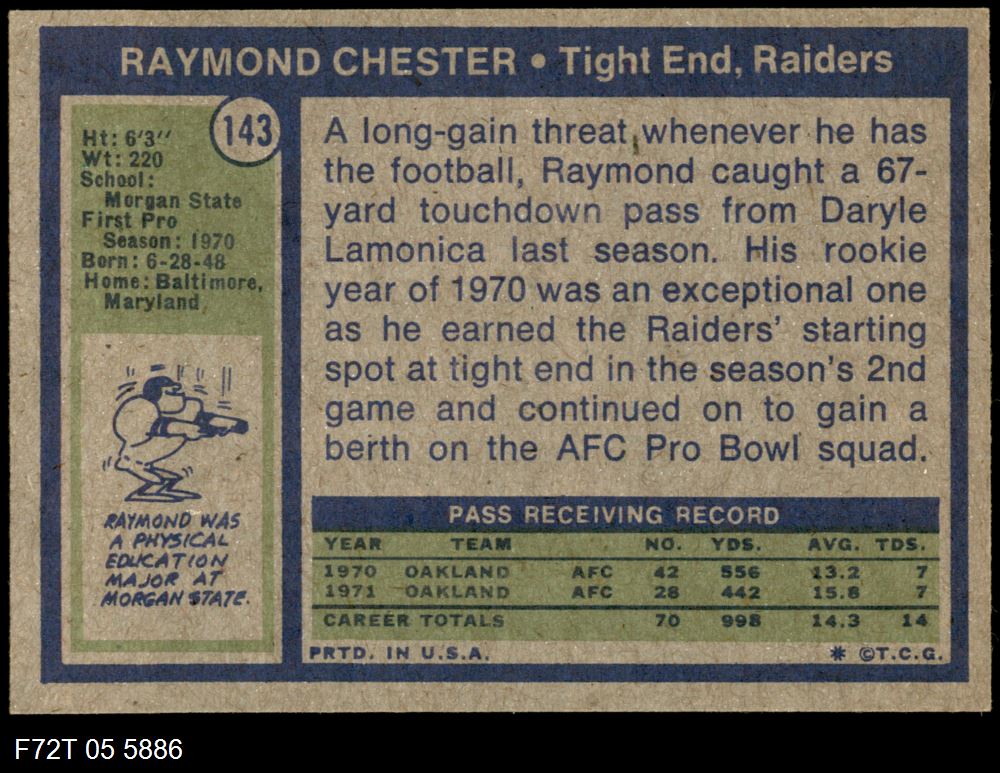 RAYMOND CHESTER • Tight End, Raiders
143
Ht: 6'3''
Wt: 220
School:
Morgan State
First Pro
Season: 1970
Born: 6-28-48
Home: Baltimore,
Maryland
RAYMOND WAS
A PHYSICAL
EDUCATION
MAJOR AT
MORGAN STATE.
A long-gain threat whenever he has
the football, Raymond caught a 67-
yard touchdown pass from Daryle
Lamonica last season. His rookie
year of 1970 was an exceptional one
as he earned the Raiders' starting
spot at tight end in the season's 2nd
game and continued on to gain a
berth on the AFC Pro Bowl squad.
PASS RECEIVING RECORD
YEAR TEAM NO. YDS. AVG. TDS.
1970 OAKLAND AFC 42 556 13.2 7
1971 OAKLAND AFC 28 442 15.8 7
CAREER TOTALS 70 998 14.3 14
PRTD. IN U.S.A. * ©T.C.G.
F72T 05 5886